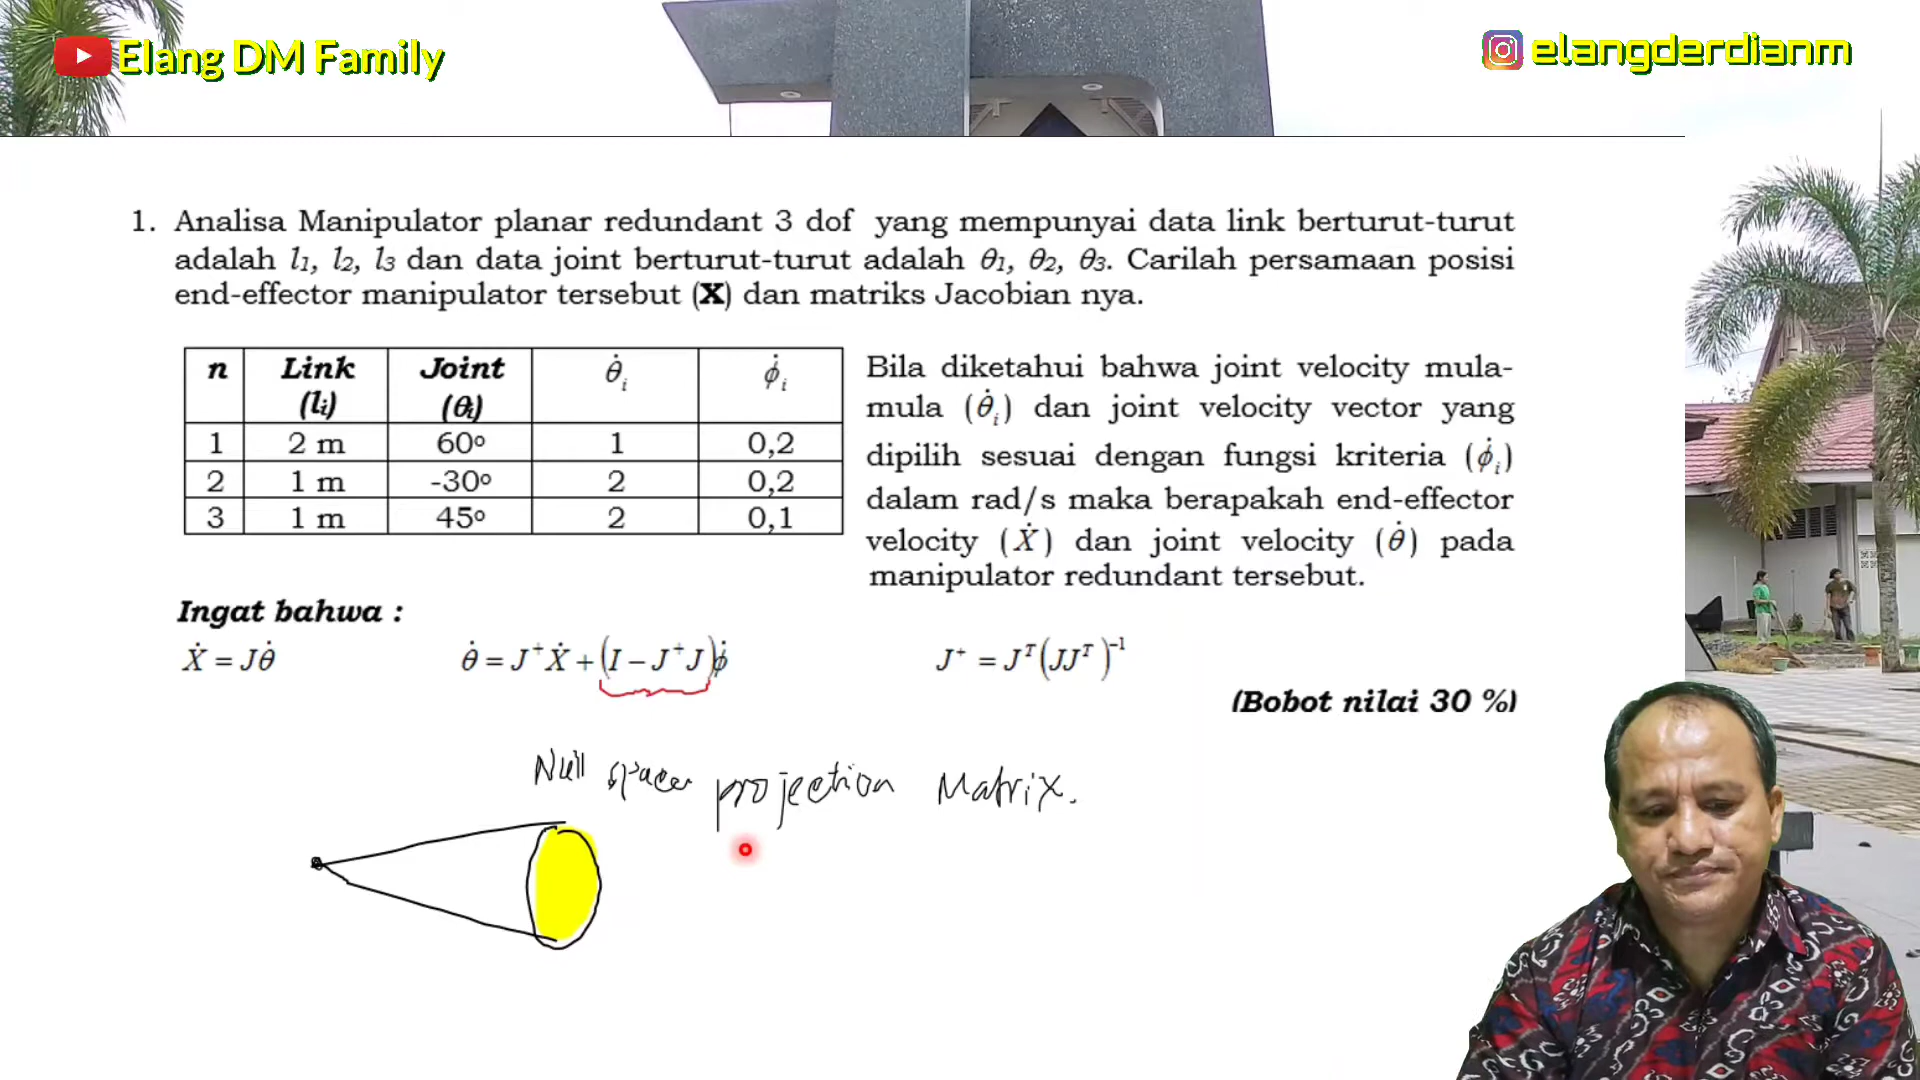 Elang DM Family
elangderdianm
1. Analisa Manipulator planar redundant 3 dof yang mempunyai data link berturut-turut
adalah l₁, l₂, l₃ dan data joint berturut-turut adalah θ₁, θ₂, θ₃. Carilah persamaan posisi
end-effector manipulator tersebut (X) dan matriks Jacobian nya.
n Link (lᵢ) Joint (θᵢ) θ̇ᵢ ϕ̇ᵢ
1 2 m 60º 1 0,2
2 1 m -30º 2 0,2
3 1 m 45º 2 0,1
Bila diketahui bahwa joint velocity mula-
mula (θ̇ᵢ) dan joint velocity vector yang
dipilih sesuai dengan fungsi kriteria (ϕ̇ᵢ)
dalam rad/s maka berapakah end-effector
velocity (Ẋ) dan joint velocity (θ̇) pada
manipulator redundant tersebut.
Ingat bahwa :
Ẋ = Jθ̇ θ̇ = J⁺Ẋ + (I − J⁺J)ϕ̇ J⁺ = Jᵀ(JJᵀ)⁻¹
(Bobot nilai 30 %)
Null space projection Matrix.